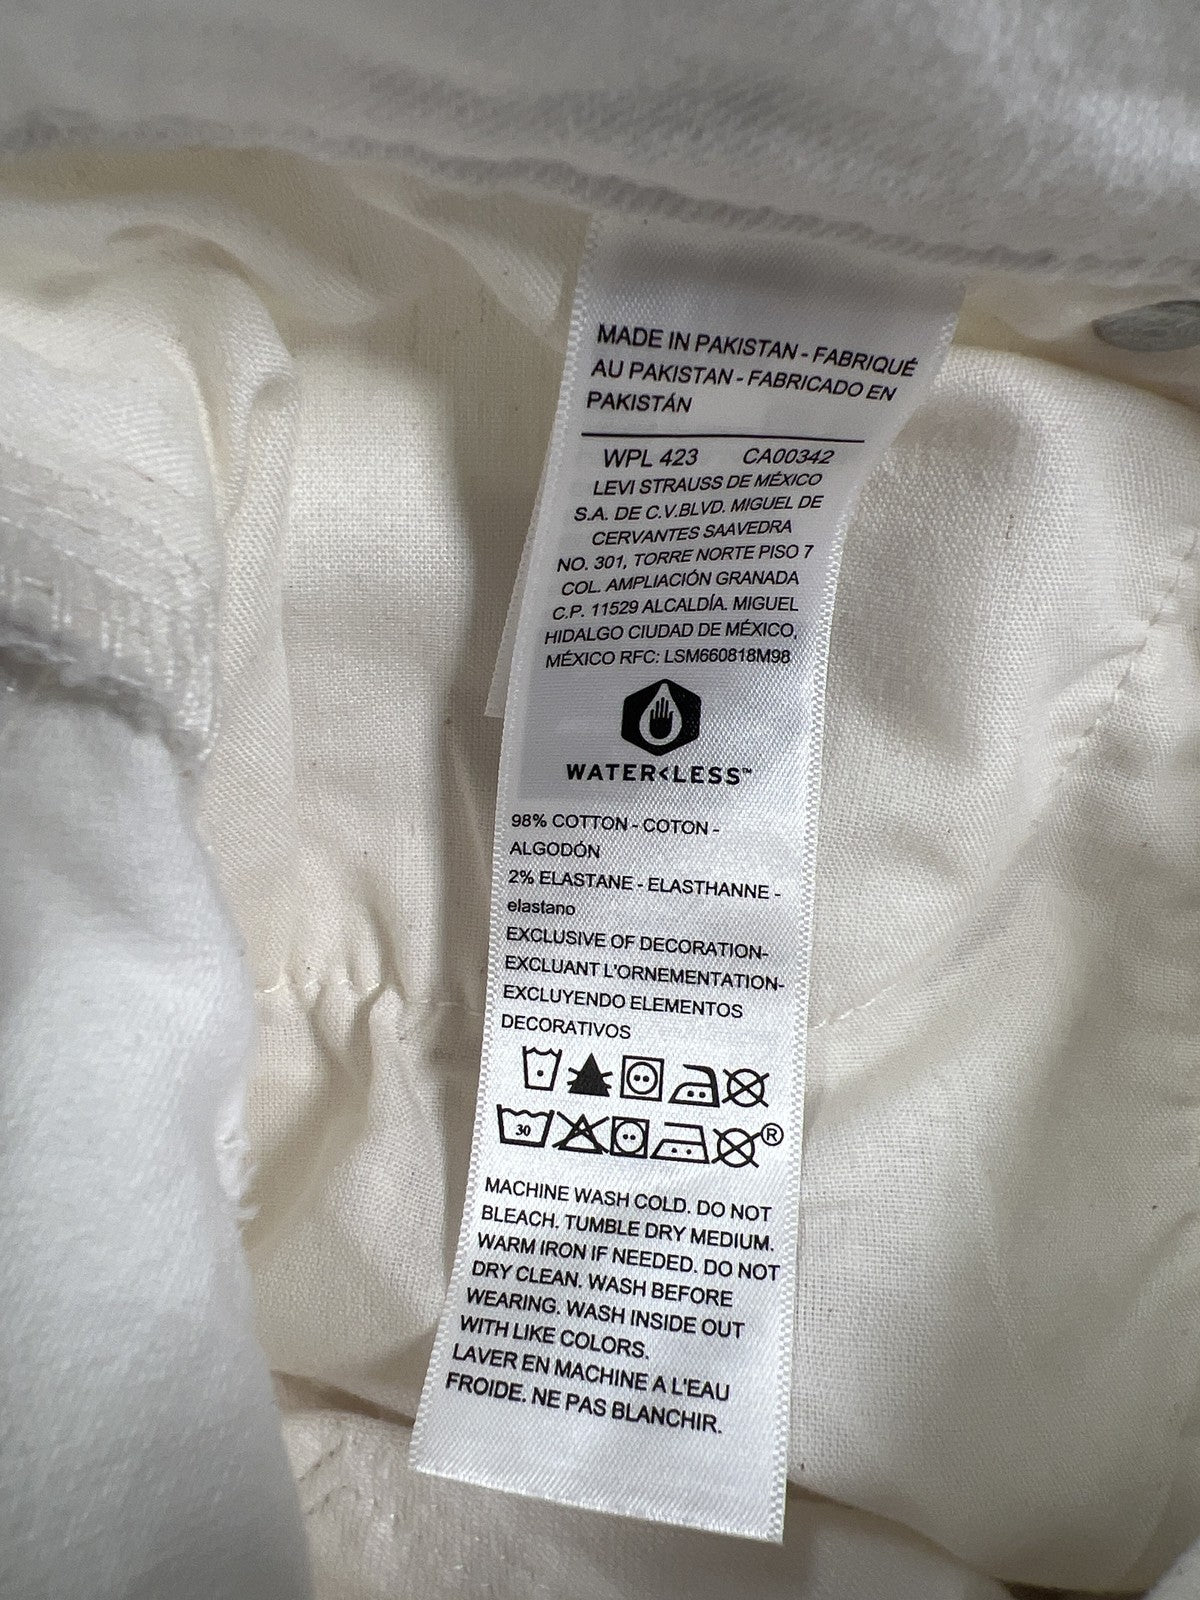 MADE IN PAKISTAN - FABRIQUÉ
AU PAKISTAN - FABRICADO EN
PAKISTÁN
WPL 423 CA00342
LEVI STRAUSS DE MÉXICO
S.A. DE C.V.BLVD. MIGUEL DE
CERVANTES SAAVEDRA
NO. 301, TORRE NORTE PISO 7
COL. AMPLIACIÓN GRANADA
C.P. 11529 ALCALDÍA. MIGUEL
HIDALGO CIUDAD DE MÉXICO,
MÉXICO RFC: LSM660818M98
WATER<LESS™
98% COTTON - COTON -
ALGODÓN
2% ELASTANE - ELASTHANNE -
elastano
EXCLUSIVE OF DECORATION-
EXCLUANT L'ORNEMENTATION-
EXCLUYENDO ELEMENTOS
DECORATIVOS
30 ®
MACHINE WASH COLD. DO NOT
BLEACH. TUMBLE DRY MEDIUM.
WARM IRON IF NEEDED. DO NOT
DRY CLEAN. WASH BEFORE
WEARING. WASH INSIDE OUT
WITH LIKE COLORS.
LAVER EN MACHINE A L'EAU
FROIDE. NE PAS BLANCHIR.